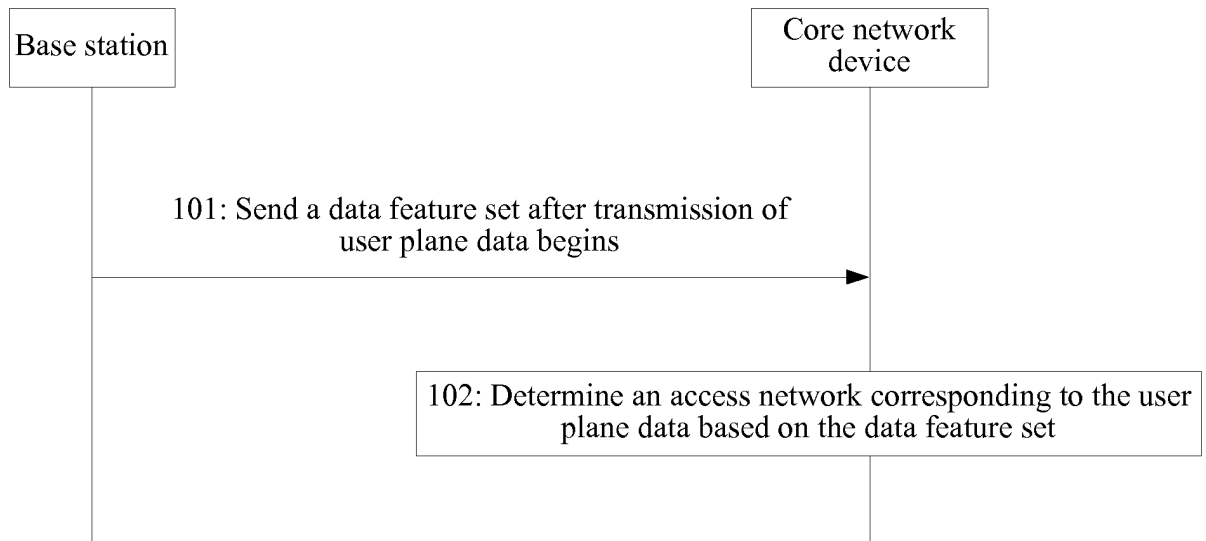 Base station
Core network
device
101: Send a data feature set after transmission of
user plane data begins
102: Determine an access network corresponding to the user
plane data based on the data feature set